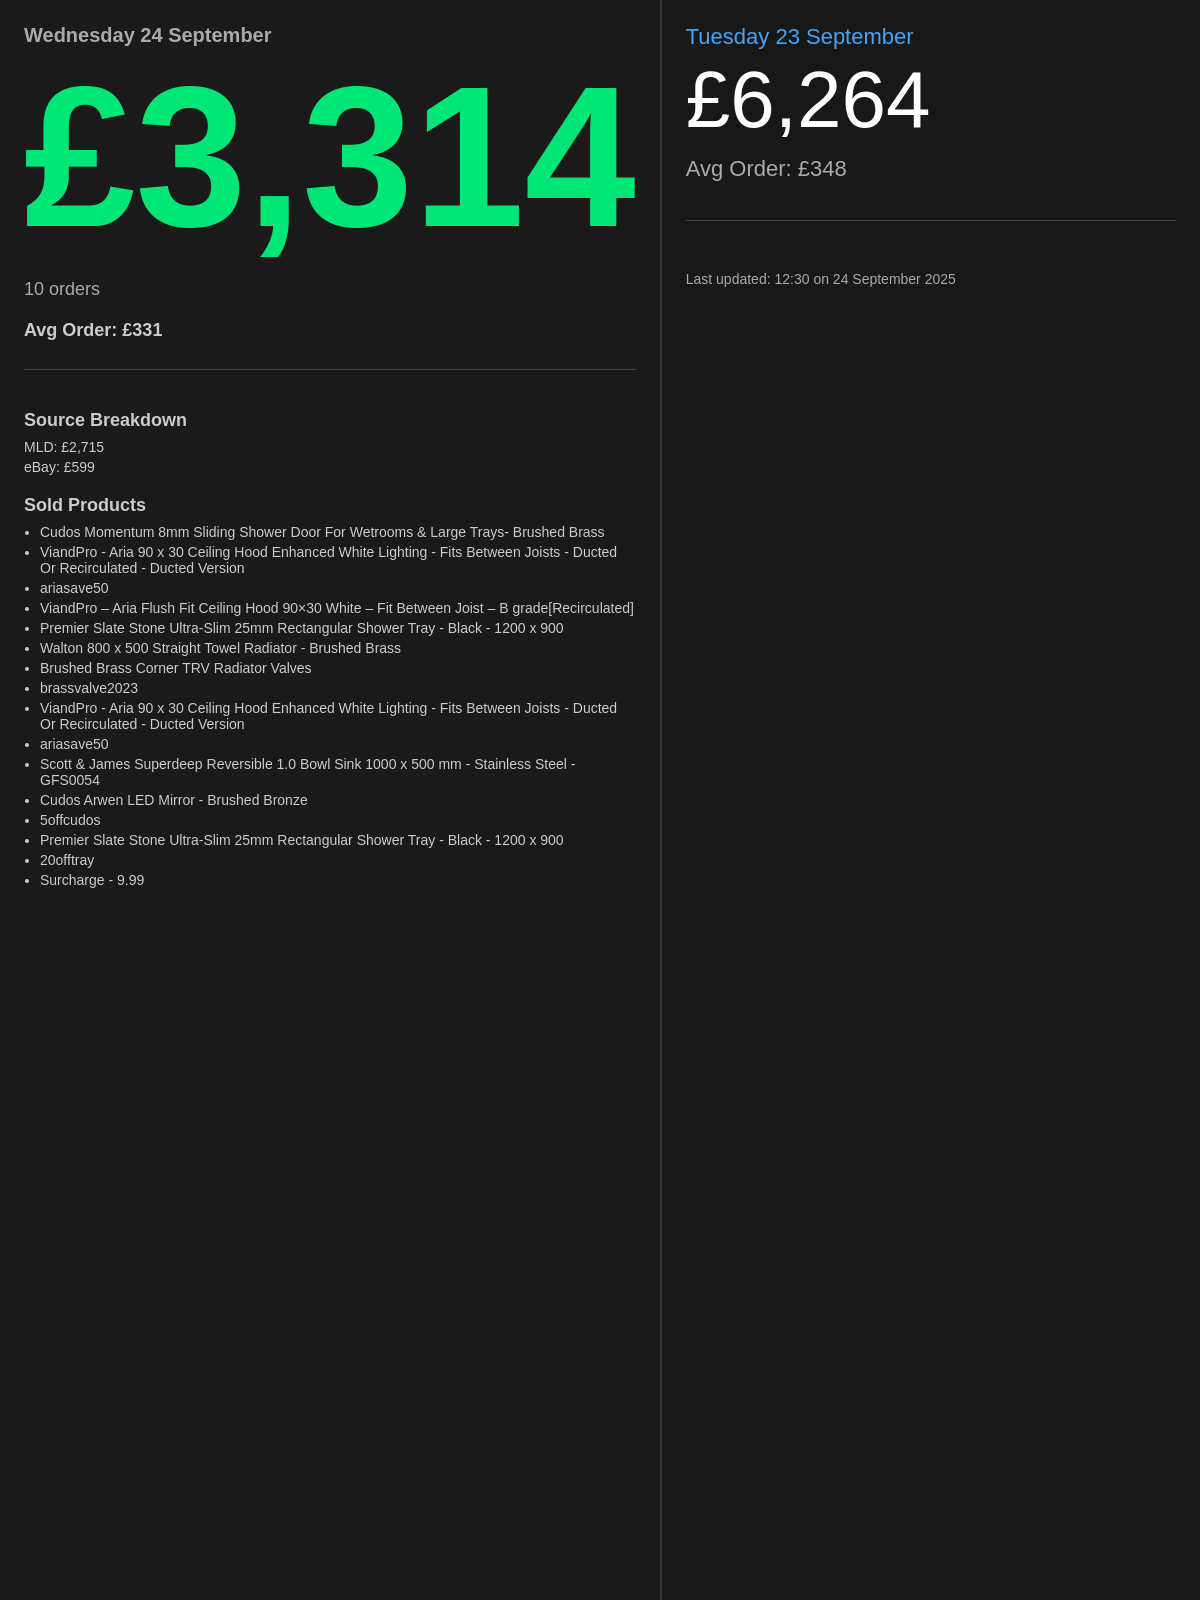 Wednesday 24 September
£3,314
10 orders
Avg Order: £331
Source Breakdown
MLD: £2,715
eBay: £599
Sold Products
• Cudos Momentum 8mm Sliding Shower Door For Wetrooms & Large Trays- Brushed Brass
• ViandPro - Aria 90 x 30 Ceiling Hood Enhanced White Lighting - Fits Between Joists - Ducted
Or Recirculated - Ducted Version
• ariasave50
• ViandPro – Aria Flush Fit Ceiling Hood 90×30 White – Fit Between Joist – B grade[Recirculated]
• Premier Slate Stone Ultra-Slim 25mm Rectangular Shower Tray - Black - 1200 x 900
• Walton 800 x 500 Straight Towel Radiator - Brushed Brass
• Brushed Brass Corner TRV Radiator Valves
• brassvalve2023
• ViandPro - Aria 90 x 30 Ceiling Hood Enhanced White Lighting - Fits Between Joists - Ducted
Or Recirculated - Ducted Version
• ariasave50
• Scott & James Superdeep Reversible 1.0 Bowl Sink 1000 x 500 mm - Stainless Steel -
GFS0054
• Cudos Arwen LED Mirror - Brushed Bronze
• 5offcudos
• Premier Slate Stone Ultra-Slim 25mm Rectangular Shower Tray - Black - 1200 x 900
• 20offtray
• Surcharge - 9.99
Tuesday 23 September
£6,264
Avg Order: £348
Last updated: 12:30 on 24 September 2025